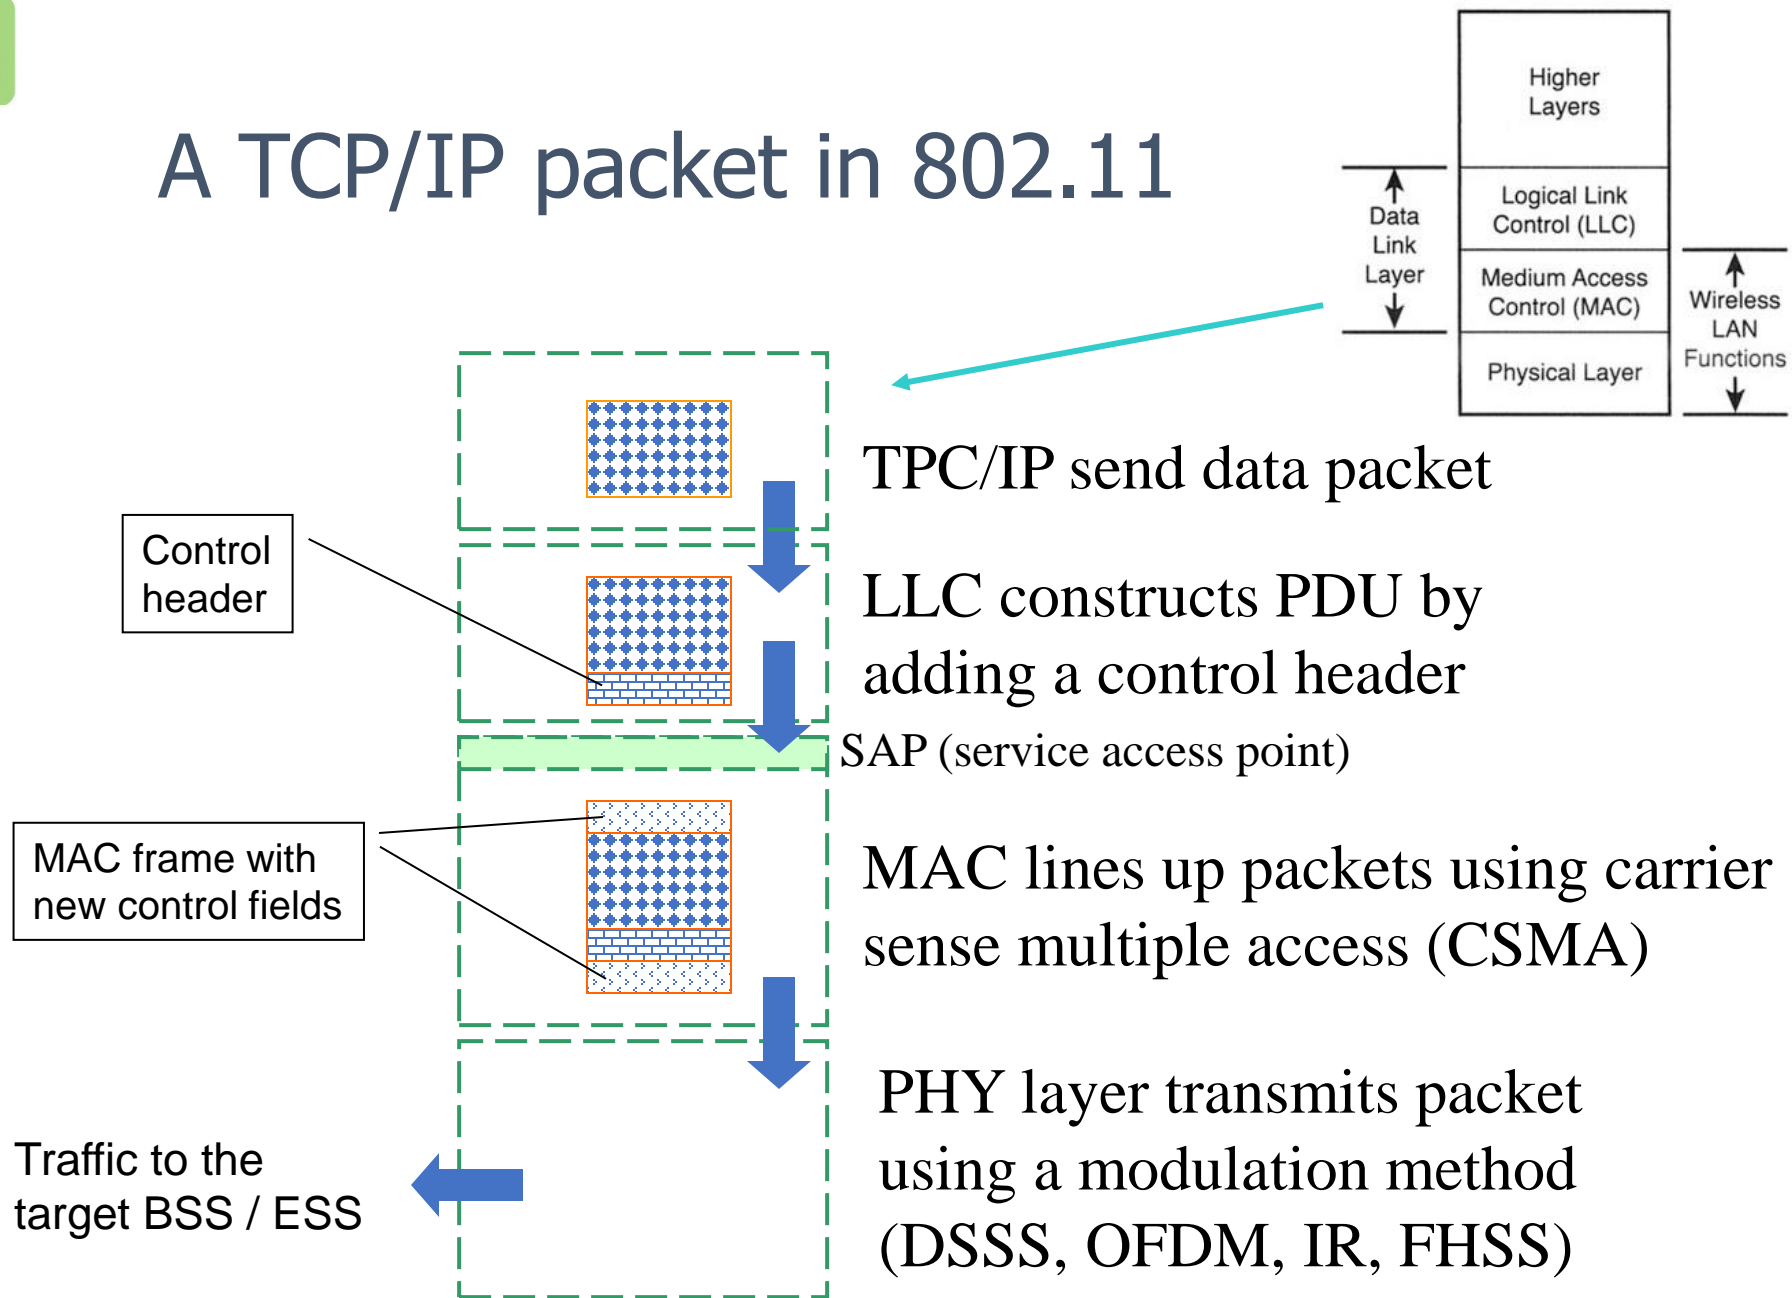 A TCP/IP packet in 802.11
Higher
Layers
Logical Link
Control (LLC)
Medium Access
Control (MAC)
Physical Layer
Data
Link
Layer
Wireless
LAN
Functions
TPC/IP send data packet
Control
header
LLC constructs PDU by
adding a control header
SAP (service access point)
MAC frame with
new control fields
MAC lines up packets using carrier
sense multiple access (CSMA)
PHY layer transmits packet
using a modulation method
(DSSS, OFDM, IR, FHSS)
Traffic to the
target BSS / ESS